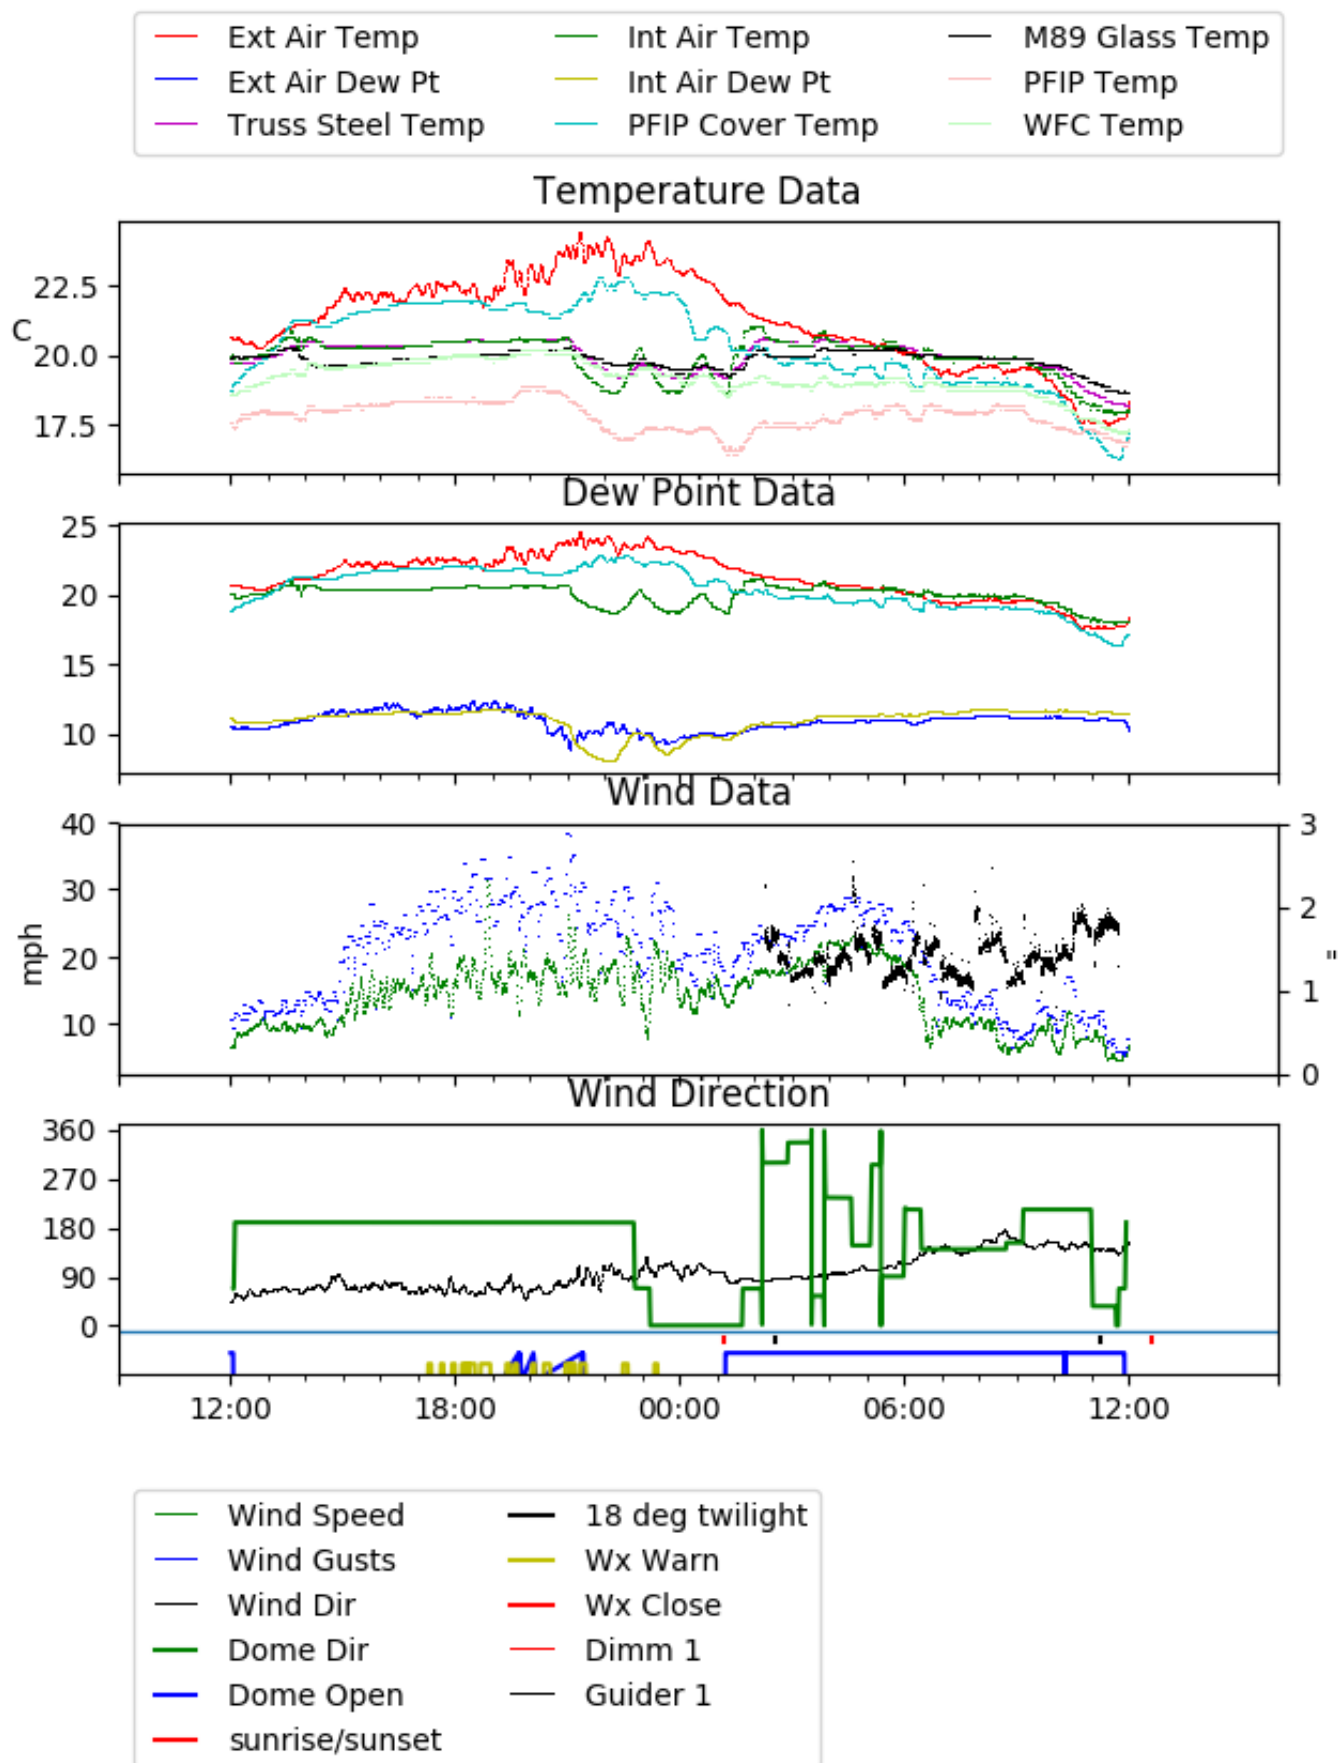 Ext Air Temp Int Air Temp M89 Glass Temp
Ext Air Dew Pt Int Air Dew Pt PFIP Temp
Truss Steel Temp PFIP Cover Temp WFC Temp
Temperature Data
22.5
C
20.0
17.5
Dew Point Data
25
20
15
10
Wind Data
40 3
30
2
mph
20 "
1
10
0
Wind Direction
360
270
180
90
0
12:00 18:00 00:00 06:00 12:00
Wind Speed 18 deg twilight
Wind Gusts Wx Warn
Wind Dir Wx Close
Dome Dir Dimm 1
Dome Open Guider 1
sunrise/sunset